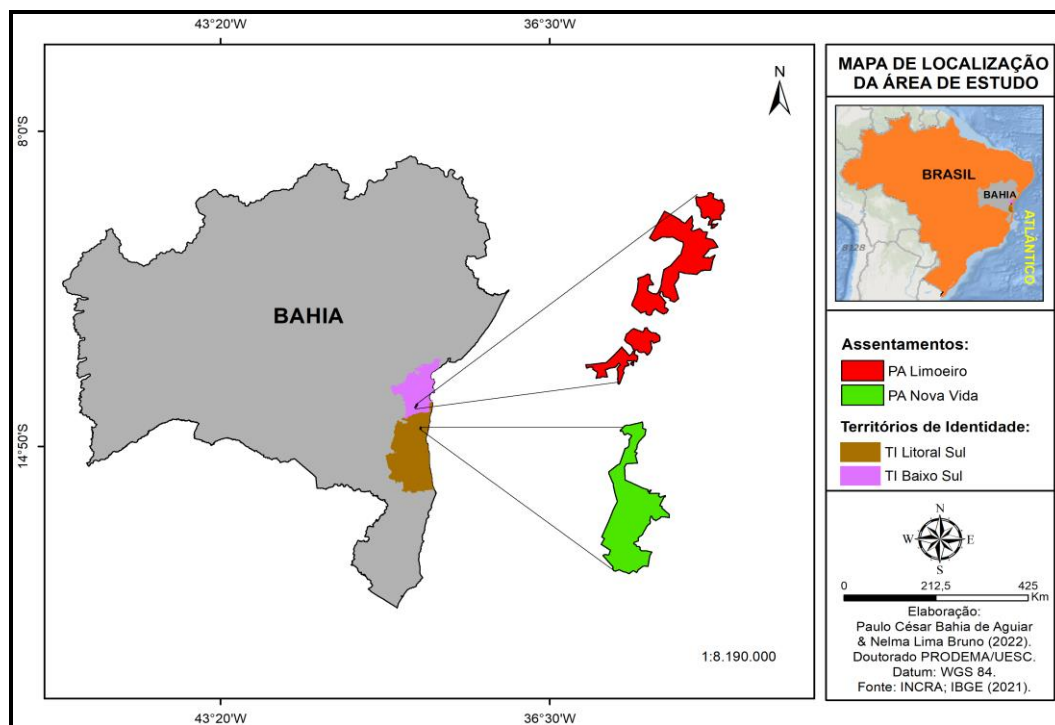 43°20'W
36°30'W
N
8°0'S
14°50'S
BAHIA
1:8.190.000
43°20'W
36°30'W
MAPA DE LOCALIZAÇÃO
DA ÁREA DE ESTUDO
BRASIL
BAHIA
ATLÂNTICO
Assentamentos:
PA Limoeiro
PA Nova Vida
Territórios de Identidade:
TI Litoral Sul
TI Baixo Sul
N
W
E
S
0
212,5
425
Km
Elaboração:
Paulo César Bahia de Aguiar
& Nelma Lima Bruno (2022).
Doutorado PRODEMA/UESC.
Datum: WGS 84.
Fonte: INCRA; IBGE (2021).